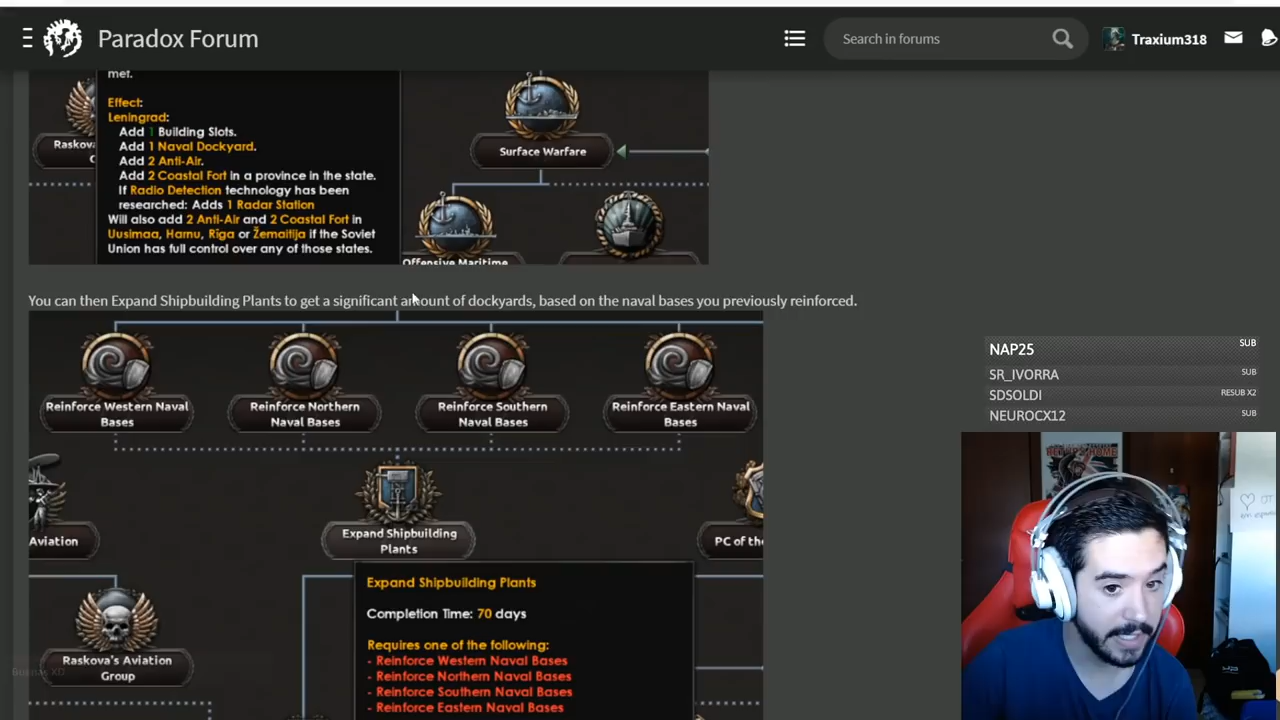 Paradox Forum
Search in forums
Traxium318
met.
Effect:
Leningrad:
Add 1 Building Slots.
Add 1 Naval Dockyard.
Add 2 Anti-Air.
Add 2 Coastal Fort in a province in the state.
If Radio Detection technology has been
researched: Adds 1 Radar Station
Will also add 2 Anti-Air and 2 Coastal Fort in
Uusimaa, Harnu, Rīga or Žemaitija if the Soviet
Union has full control over any of those states.
Surface Warfare
Offensive Maritime
You can then Expand Shipbuilding Plants to get a significant amount of dockyards, based on the naval bases you previously reinforced.
Reinforce Western Naval
Bases
Reinforce Northern
Naval Bases
Reinforce Southern
Naval Bases
Reinforce Eastern Naval
Bases
Aviation
Expand Shipbuilding
Plants
PC of the
Raskova's Aviation
Group
Expand Shipbuilding Plants
Completion Time: 70 days
Requires one of the following:
- Reinforce Western Naval Bases
- Reinforce Northern Naval Bases
- Reinforce Southern Naval Bases
- Reinforce Eastern Naval Bases
NAP25 SUB
SR_IVORRA SUB
SDSOLDI RESUB X2
NEUROCX12 SUB